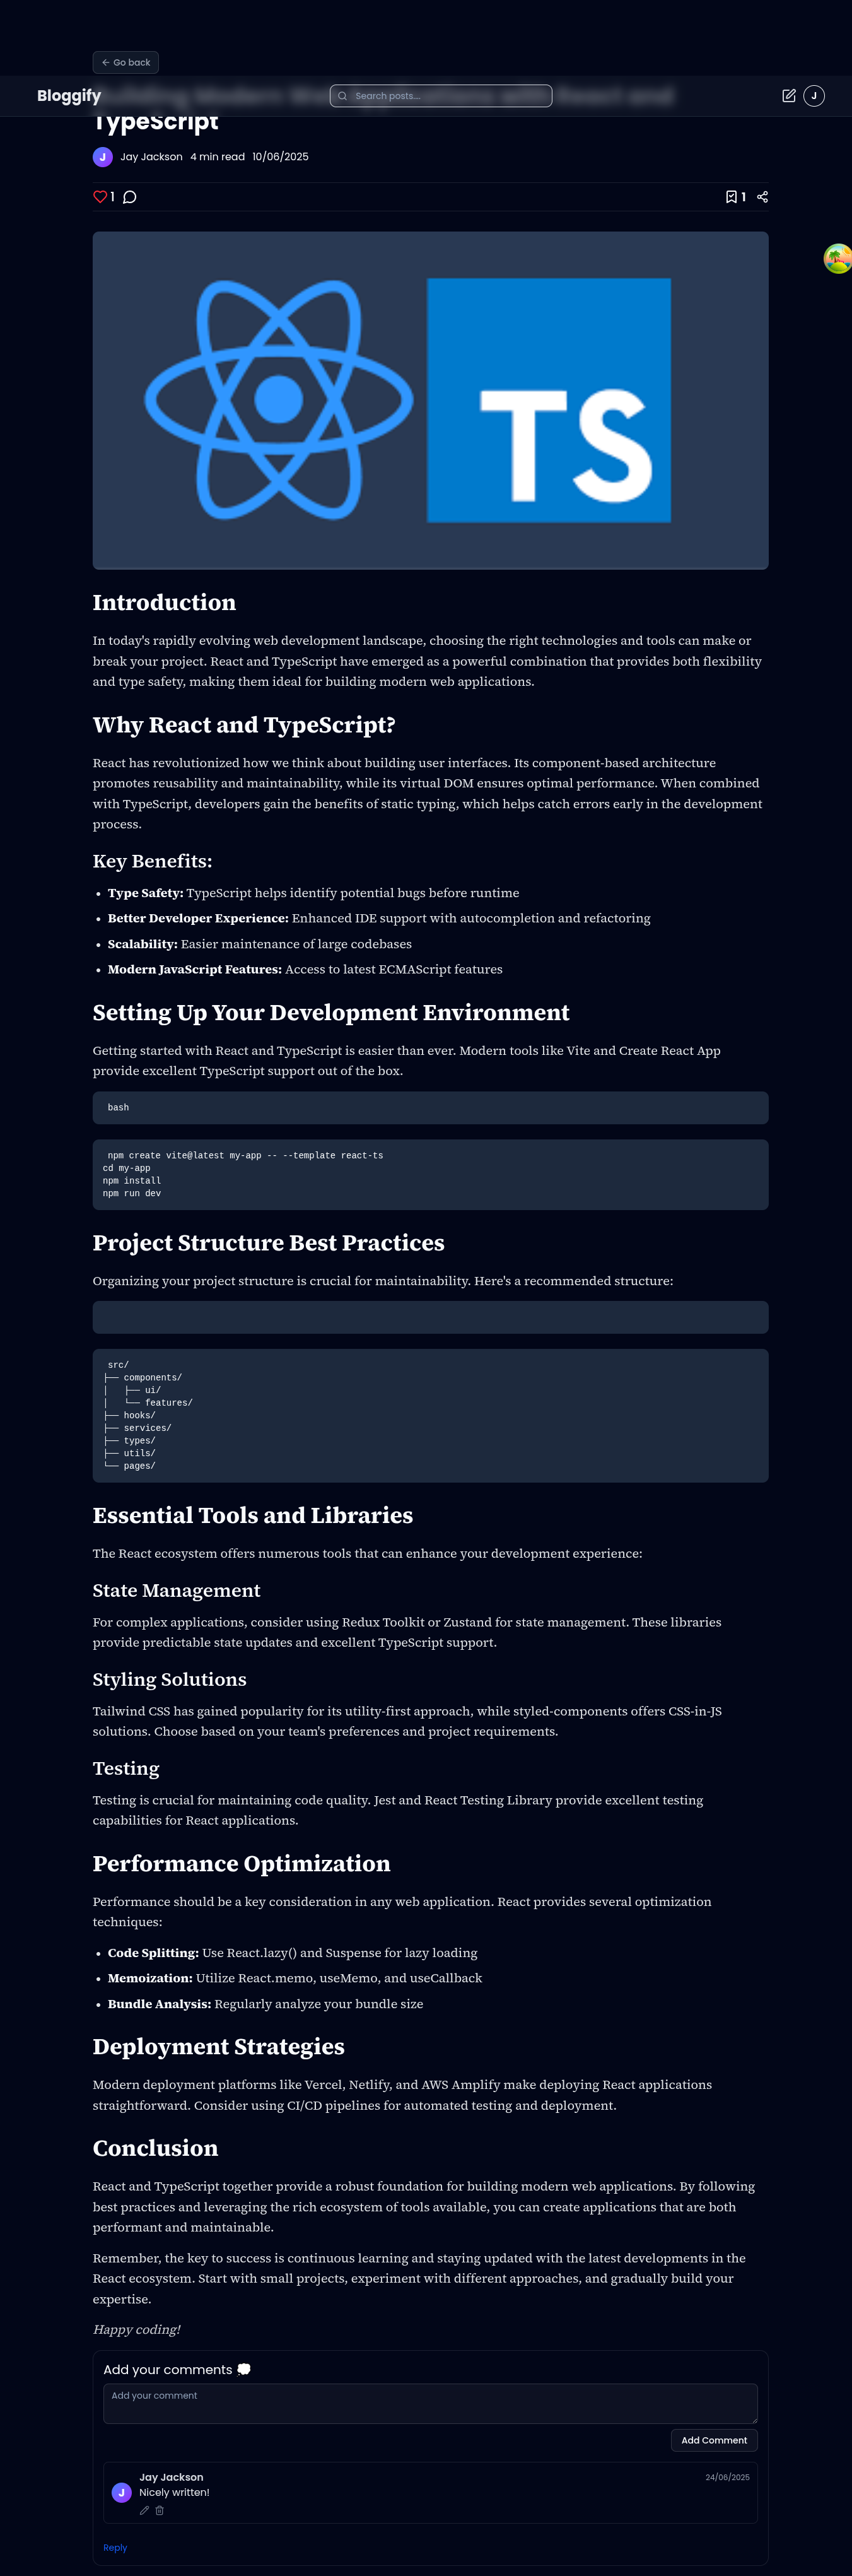 Go back
Bloggify
Search posts...
J
TypeScript
J
Jay Jackson 4 min read 10/06/2025
1
1
TS
Introduction
In today's rapidly evolving web development landscape, choosing the right technologies and tools can make or
break your project. React and TypeScript have emerged as a powerful combination that provides both flexibility
and type safety, making them ideal for building modern web applications.
Why React and TypeScript?
React has revolutionized how we think about building user interfaces. Its component-based architecture
promotes reusability and maintainability, while its virtual DOM ensures optimal performance. When combined
with TypeScript, developers gain the benefits of static typing, which helps catch errors early in the development
process.
Key Benefits:
• Type Safety: TypeScript helps identify potential bugs before runtime
• Better Developer Experience: Enhanced IDE support with autocompletion and refactoring
• Scalability: Easier maintenance of large codebases
• Modern JavaScript Features: Access to latest ECMAScript features
Setting Up Your Development Environment
Getting started with React and TypeScript is easier than ever. Modern tools like Vite and Create React App
provide excellent TypeScript support out of the box.
bash
npm create vite@latest my-app -- --template react-ts
cd my-app
npm install
npm run dev
Project Structure Best Practices
Organizing your project structure is crucial for maintainability. Here's a recommended structure:
src/
├── components/
│   ├── ui/
│   └── features/
├── hooks/
├── services/
├── types/
├── utils/
└── pages/
Essential Tools and Libraries
The React ecosystem offers numerous tools that can enhance your development experience:
State Management
For complex applications, consider using Redux Toolkit or Zustand for state management. These libraries
provide predictable state updates and excellent TypeScript support.
Styling Solutions
Tailwind CSS has gained popularity for its utility-first approach, while styled-components offers CSS-in-JS
solutions. Choose based on your team's preferences and project requirements.
Testing
Testing is crucial for maintaining code quality. Jest and React Testing Library provide excellent testing
capabilities for React applications.
Performance Optimization
Performance should be a key consideration in any web application. React provides several optimization
techniques:
• Code Splitting: Use React.lazy() and Suspense for lazy loading
• Memoization: Utilize React.memo, useMemo, and useCallback
• Bundle Analysis: Regularly analyze your bundle size
Deployment Strategies
Modern deployment platforms like Vercel, Netlify, and AWS Amplify make deploying React applications
straightforward. Consider using CI/CD pipelines for automated testing and deployment.
Conclusion
React and TypeScript together provide a robust foundation for building modern web applications. By following
best practices and leveraging the rich ecosystem of tools available, you can create applications that are both
performant and maintainable.
Remember, the key to success is continuous learning and staying updated with the latest developments in the
React ecosystem. Start with small projects, experiment with different approaches, and gradually build your
expertise.
Happy coding!
Add your comments 💭
Add your comment
Add Comment
Jay Jackson 24/06/2025
J
Nicely written!
Reply